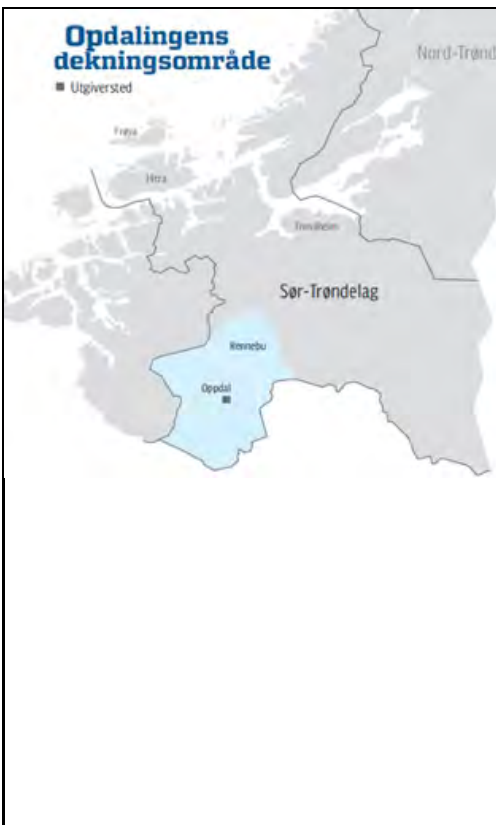 Opdalingens
dekningsområde
Utgiversted
Nord-Trønd
Frøya
Hitra
Trondheim
Sør-Trøndelag
Rennebu
Oppdal